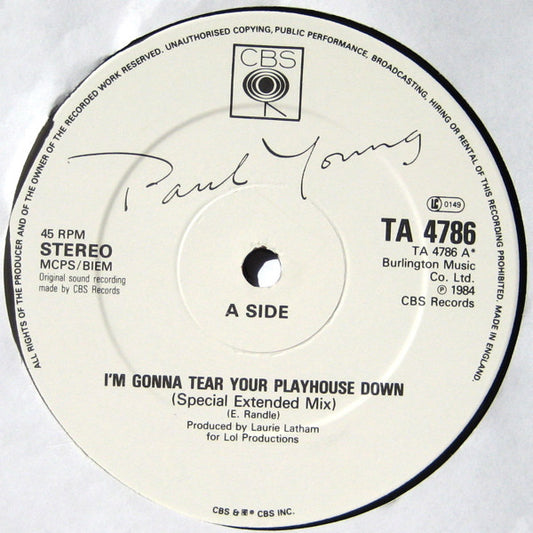 ALL RIGHTS OF THE PRODUCER AND OF THE OWNER OF THE RECORDED WORK RESERVED. UNAUTHORISED COPYING, PUBLIC PERFORMANCE, BROADCASTING, HIRING OR RENTAL OF THIS RECORDING PROHIBITED. MADE IN ENGLAND.
CBS
Paul Young
45 RPM
STEREO
MCPS/BIEM
Original sound recording
made by CBS Records
LC 0149
TA 4786
TA 4786 A*
Burlington Music
Co. Ltd.
℗ 1984
CBS Records
A SIDE
I'M GONNA TEAR YOUR PLAYHOUSE DOWN
(Special Extended Mix)
(E. Randle)
Produced by Laurie Latham
for Lol Productions
CBS & ® CBS INC.